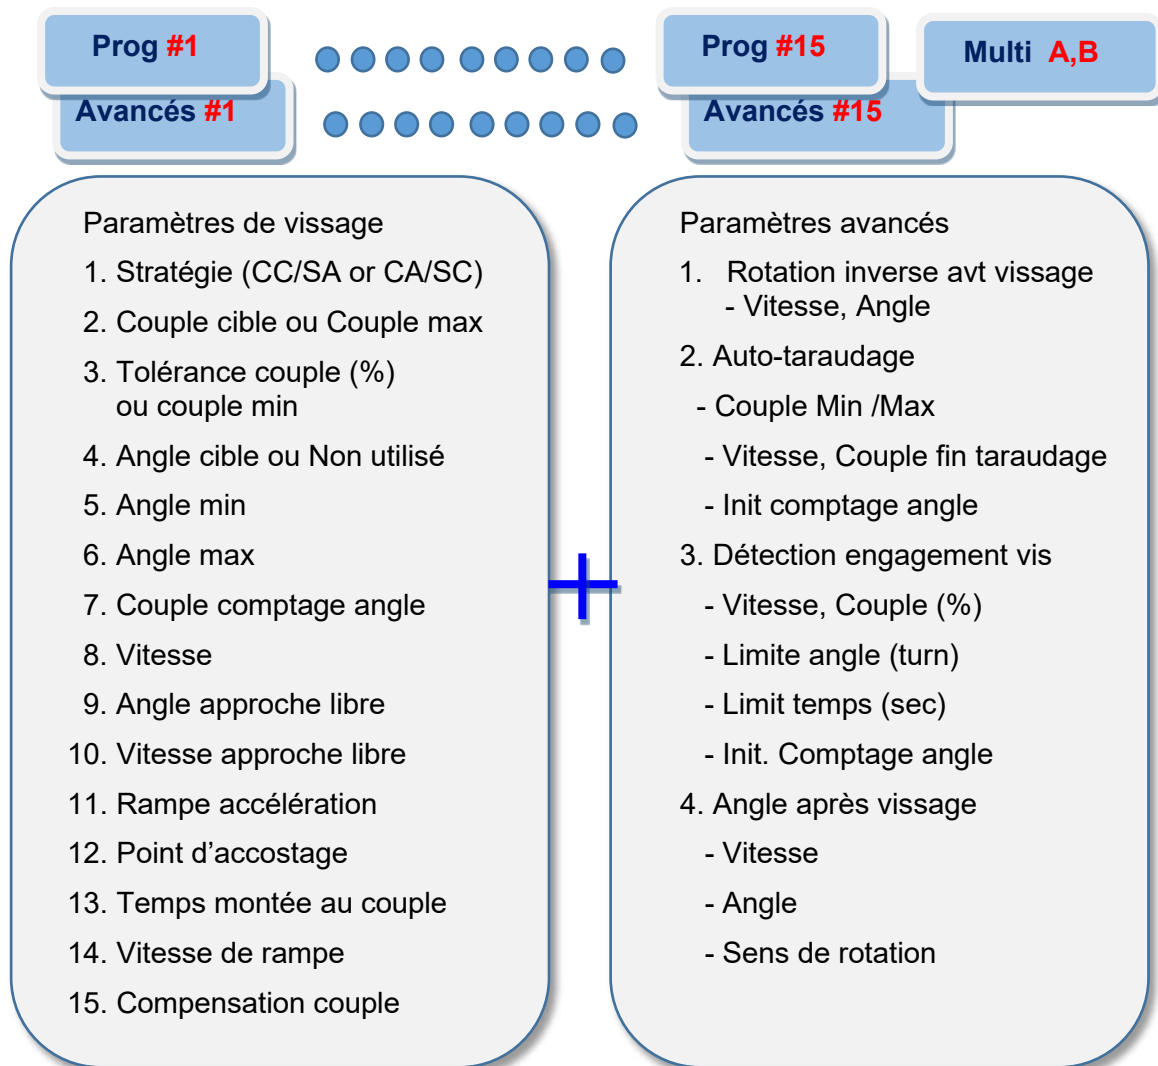 Prog #1
Prog #15
Multi A,B
Avancés #1
Avancés #15
Paramètres de vissage
1. Stratégie (CC/SA or CA/SC)
2. Couple cible ou Couple max
3. Tolérance couple (%)
ou couple min
4. Angle cible ou Non utilisé
5. Angle min
6. Angle max
7. Couple comptage angle
8. Vitesse
9. Angle approche libre
10. Vitesse approche libre
11. Rampe accélération
12. Point d’accostage
13. Temps montée au couple
14. Vitesse de rampe
15. Compensation couple
Paramètres avancés
1. Rotation inverse avt vissage
- Vitesse, Angle
2. Auto-taraudage
- Couple Min /Max
- Vitesse, Couple fin taraudage
- Init comptage angle
3. Détection engagement vis
- Vitesse, Couple (%)
- Limite angle (turn)
- Limit temps (sec)
- Init. Comptage angle
4. Angle après vissage
- Vitesse
- Angle
- Sens de rotation